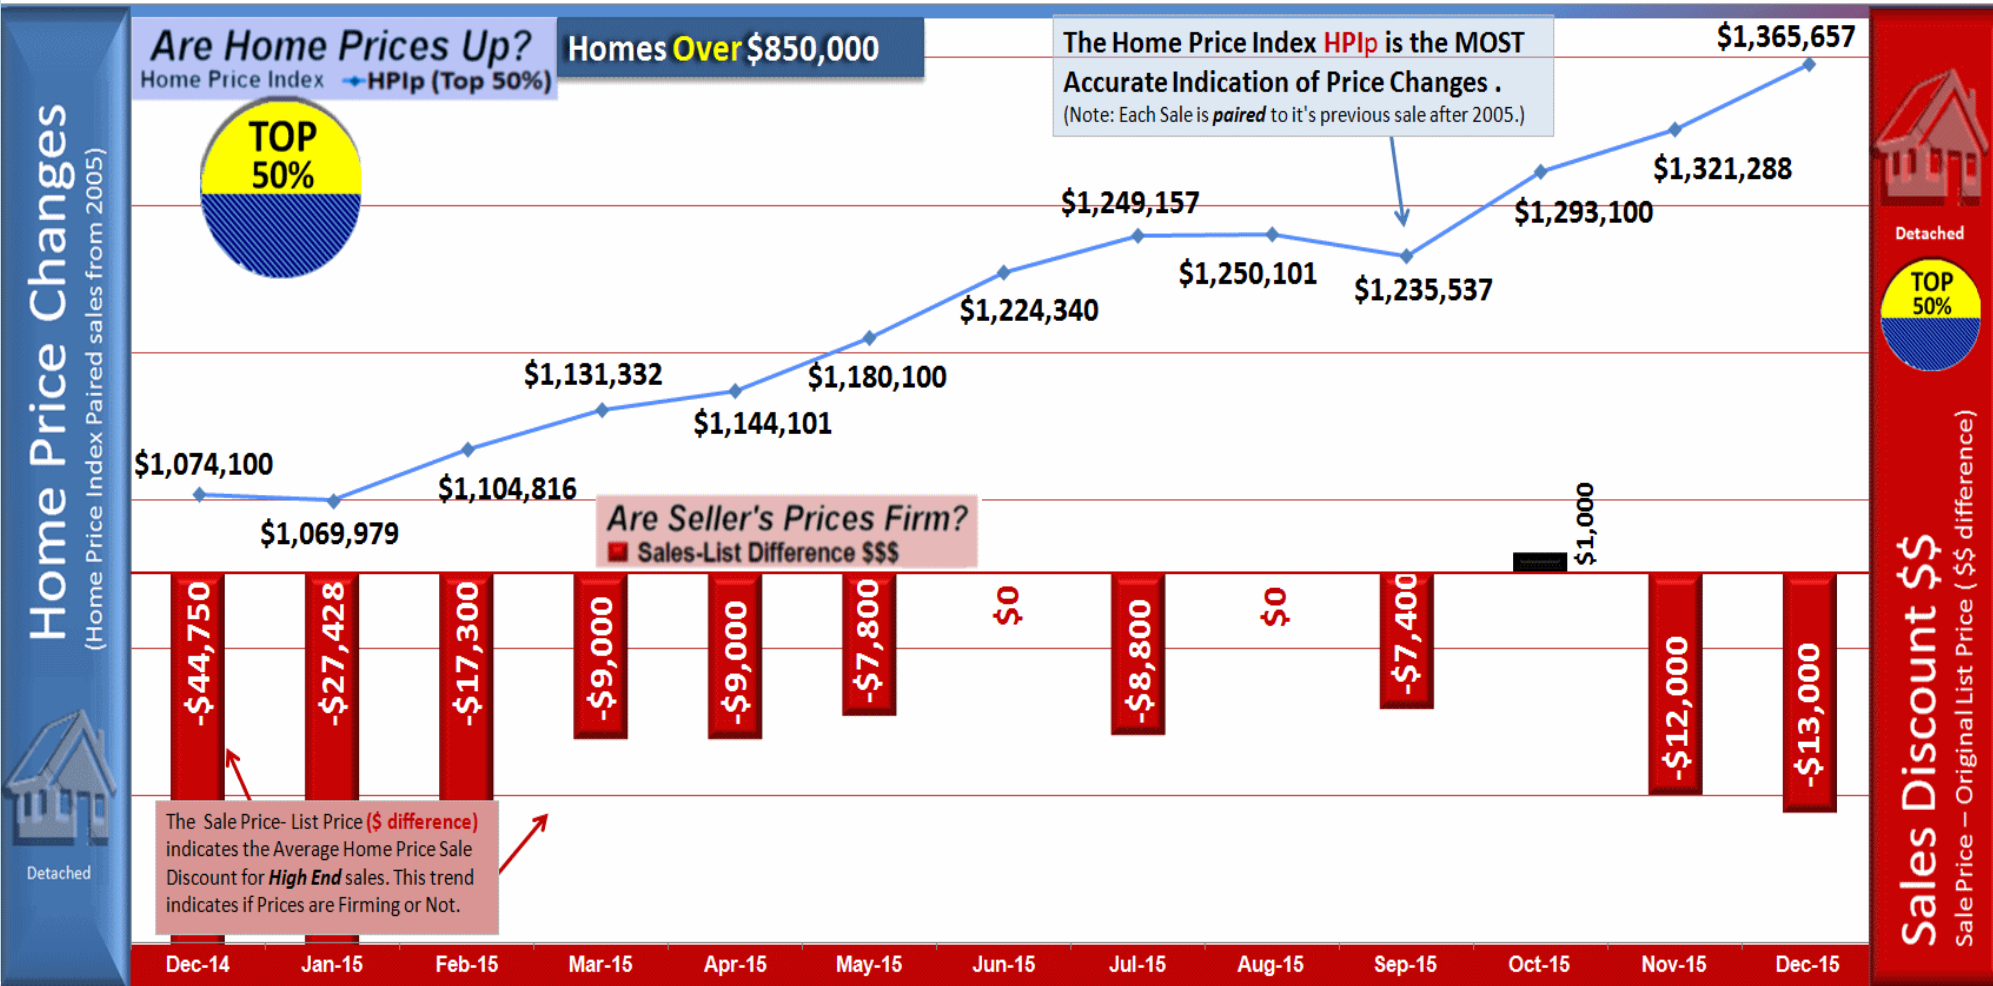 Are Home Prices Up?
Home Price Index HPIp (Top 50%)
Homes Over $850,000
The Home Price Index HPIp is the MOST
Accurate Indication of Price Changes .
(Note: Each Sale is paired to it's previous sale after 2005.)
TOP
50%
Home Price Changes
(Home Price Index Paired sales from 2005)
Detached
$1,074,100
$1,069,979
$1,104,816
$1,131,332
$1,144,101
$1,180,100
$1,224,340
$1,249,157
$1,250,101
$1,235,537
$1,293,100
$1,321,288
$1,365,657
Are Seller's Prices Firm?
Sales-List Difference $$$
-$44,750
-$27,428
-$17,300
-$9,000
-$9,000
-$7,800
$0
-$8,800
$0
-$7,400
$1,000
-$12,000
-$13,000
The Sale Price- List Price ($ difference)
indicates the Average Home Price Sale
Discount for High End sales. This trend
indicates if Prices are Firming or Not.
Dec-14
Jan-15
Feb-15
Mar-15
Apr-15
May-15
Jun-15
Jul-15
Aug-15
Sep-15
Oct-15
Nov-15
Dec-15
Detached
TOP
50%
Sales Discount $$
Sale Price – Original List Price ( $$ difference)